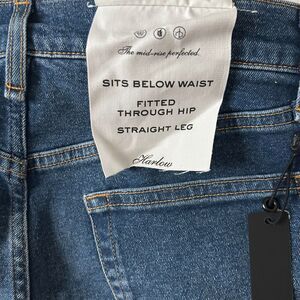 The mid-rise perfected.
SITS BELOW WAIST
FITTED
THROUGH HIP
STRAIGHT LEG
Harlow